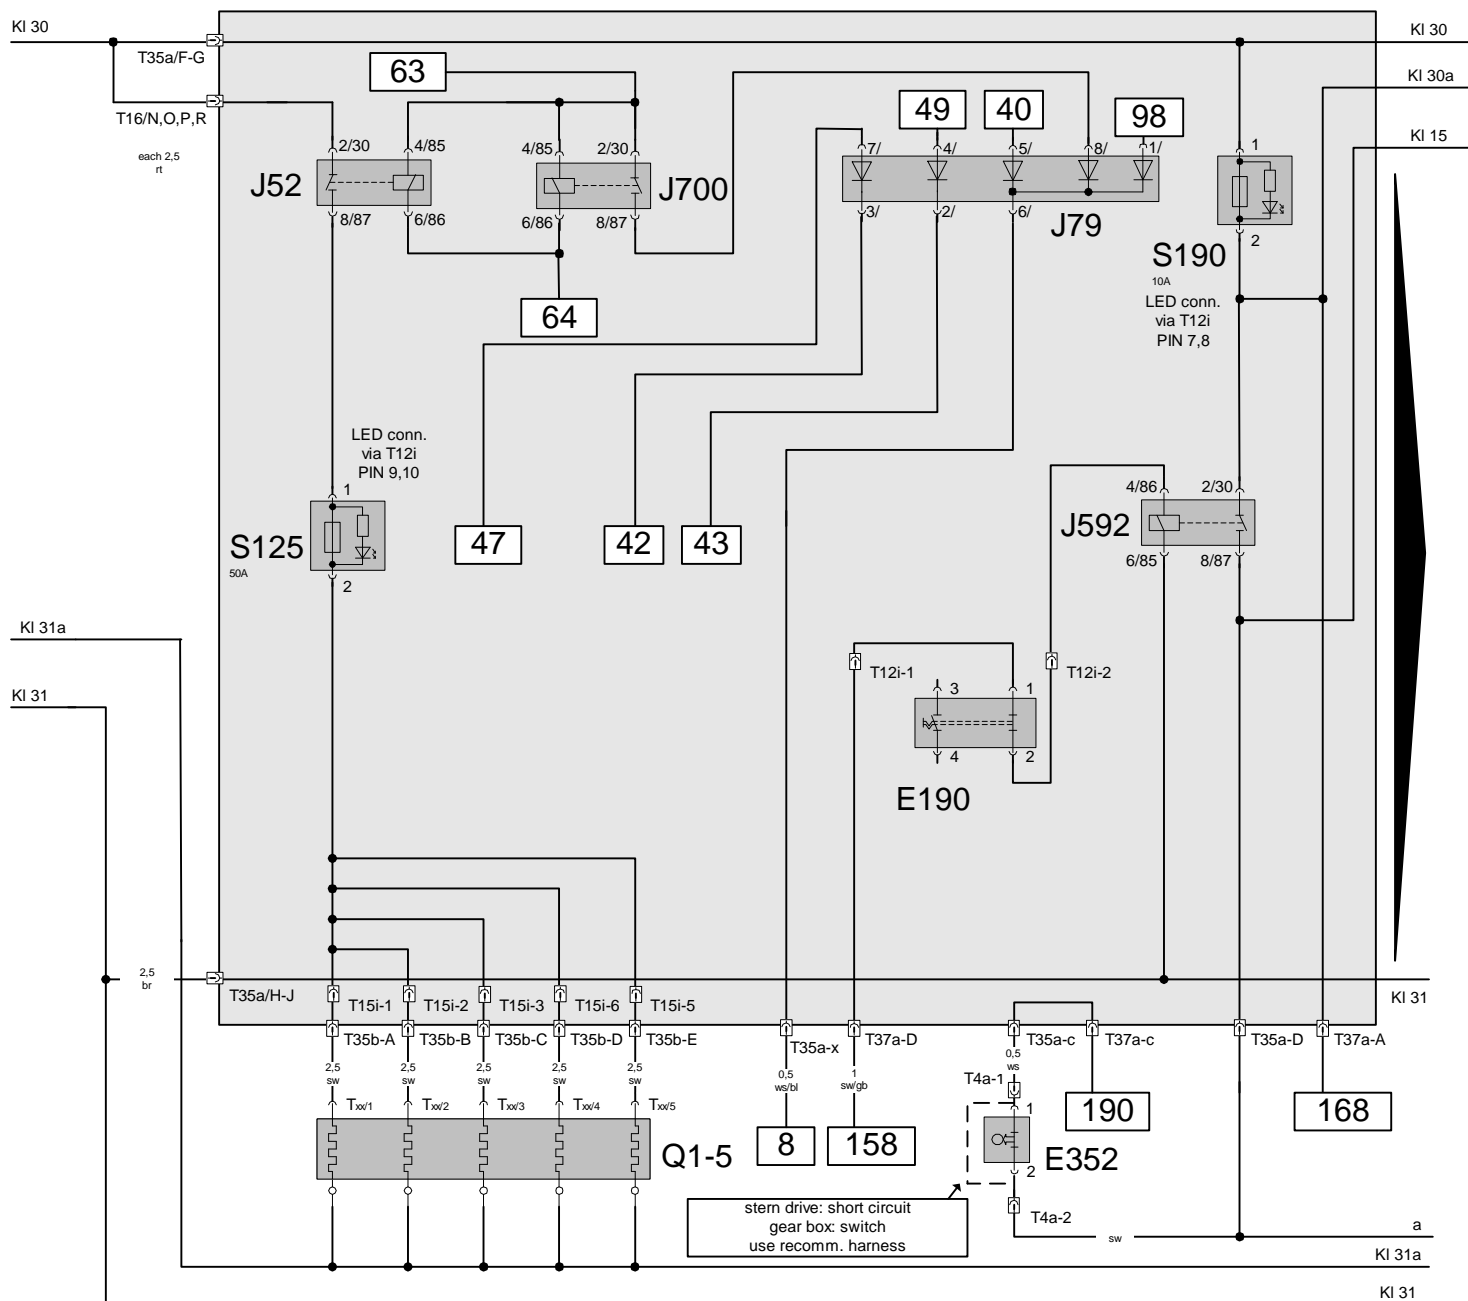 Kl 30
Kl 30
T35a/F-G
63
Kl 30a
T16/N,O,P,R
49
40
98
each 2,5
rt
Kl 15
2/30
4/85
4/85
2/30
7/
4/
5/
8/
1/
1
J52
J700
8/87
6/86
6/86
8/87
3/
2/
6/
J79
2
S190
10A
LED conn.
via T12i
PIN 7,8
64
LED conn.
via T12i
PIN 9,10
1
4/86
2/30
S125
50A
47
42
43
J592
2
6/85
8/87
Kl 31a
T12i-1
T12i-2
Kl 31
3
1
4
2
E190
2,5
br
T35a/H-J
T15i-1
T15i-2
T15i-3
T15i-6
T15i-5
Kl 31
T35b-A
T35b-B
T35b-C
T35b-D
T35b-E
T35a-x
T37a-D
T35a-c
T37a-c
T35a-D
T37a-A
2,5
sw
2,5
sw
2,5
sw
2,5
sw
2,5
sw
0,5
ws/bl
1
sw/gb
0,5
ws
T4a-1
Txx/1
Txx/2
Txx/3
Txx/4
Txx/5
1
190
168
8
158
Q1-5
E352
2
stern drive: short circuit
gear box: switch
use recomm. harness
T4a-2
sw
a
Kl 31a
Kl 31